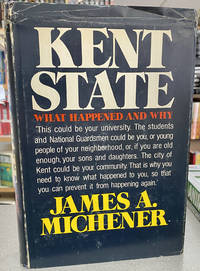 KENT
STATE
WHAT HAPPENED AND WHY
"This could be your university. The students
and National Guardsmen could be you, or young
people of your neighborhood, or, if you are old
enough, your sons and daughters. The city of
Kent could be your community. That is why you
need to know what happened to you, so that
you can prevent it from happening again."
JAMES A.
MICHENER